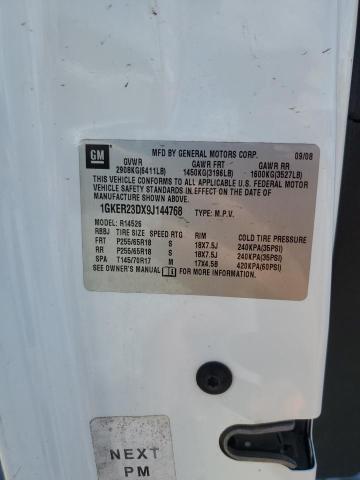 GM
MFD BY GENERAL MOTORS CORP. 09/08
GVWR GAWR FRT GAWR RR
2908KG(6411LB) 1450KG(3196LB) 1600KG(3527LB)
THIS VEHICLE CONFORMS TO ALL APPLICABLE U.S. FEDERAL
MOTOR VEHICLE SAFETY STANDARDS IN EFFECT ON THE DATE OF
MANUFACTURE SHOWN ABOVE.
1GKER23DX9J144768 TYPE: M.P.V.
MODEL: R14526
RBBJ TIRE SIZE SPEED RTG RIM COLD TIRE PRESSURE
FRT P255/65R18 S 18X7.5J 240KPA(35PSI)
RR P255/65R18 S 18X7.5J 240KPA(35PSI)
SPA T145/70R17 M 17X4.5B 420KPA(60PSI)
SEE OWNER'S MANUAL FOR MORE INFORMATION.
NEXT
PM